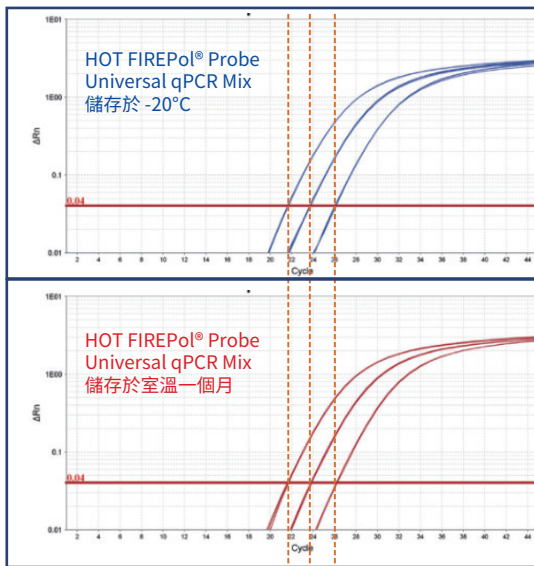 1E01
HOT FIREPol® Probe
Universal qPCR Mix
儲存於 -20°C
1E00
ΔRn
0.1
0.04
0.01
2 4 6 8 10 12 14 16 18 20 22 24 26 28 30 32 34 36 38 40 42 44
Cycle
1E01
HOT FIREPol® Probe
Universal qPCR Mix
儲存於室溫一個月
1E00
ΔRn
0.1
0.04
0.01
2 4 6 8 10 12 14 16 18 20 22 24 26 28 30 32 34 36 38 40 42 44
Cycle